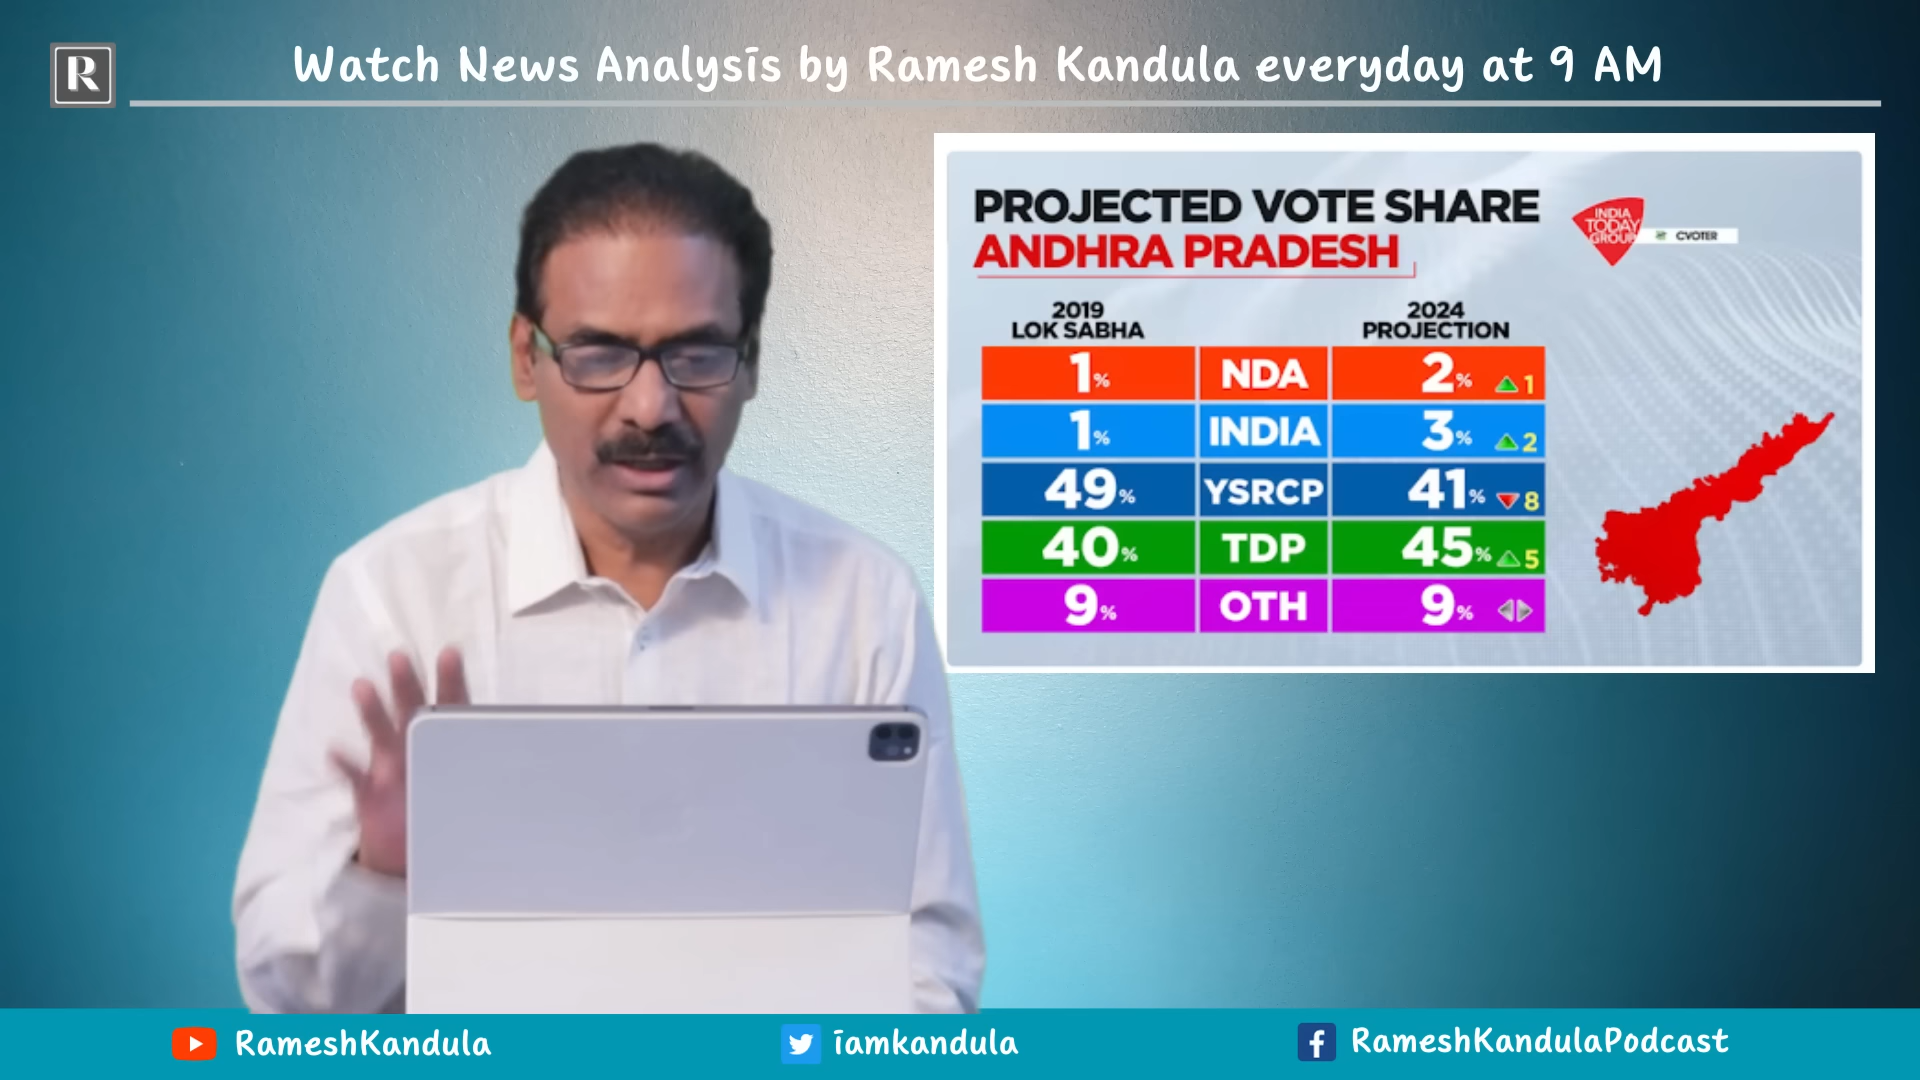 R
Watch News Analysis by Ramesh Kandula everyday at 9 AM
PROJECTED VOTE SHARE
ANDHRA PRADESH
INDIA
TODAY
GROUP
CVOTER
2019
LOK SABHA
2024
PROJECTION
1% NDA 2% 1
1% INDIA 3% 2
49% YSRCP 41% 8
40% TDP 45% 5
9% OTH 9%
RameshKandula
iamkandula
RameshKandulaPodcast